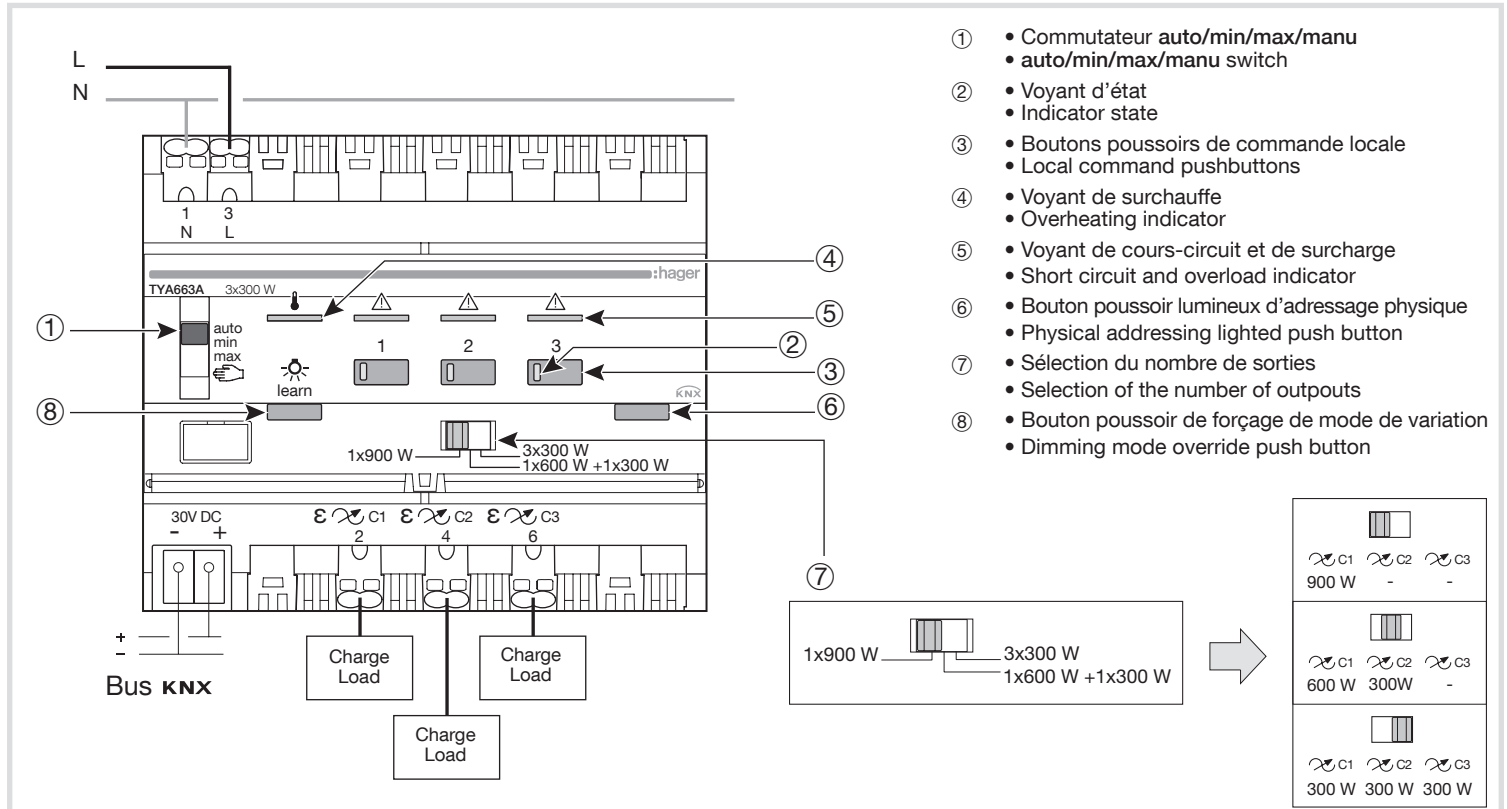 L
N
1 3
N L
:hager
TYA663A 3x300 W
④
①
auto
min
max
⑤
1 2 3
②
③
learn
KNX
⑧
⑥
1x900 W
3x300 W
1x600 W +1x300 W
30V DC
- +
ε C1 ε C2 ε C3
2 4 6
+
-
Bus KNX
Charge
Load
Charge
Load
Charge
Load
① • Commutateur auto/min/max/manu
• auto/min/max/manu switch
② • Voyant d’état
• Indicator state
③ • Boutons poussoirs de commande locale
• Local command pushbuttons
④ • Voyant de surchauffe
• Overheating indicator
⑤ • Voyant de cours-circuit et de surcharge
• Short circuit and overload indicator
⑥ • Bouton poussoir lumineux d’adressage physique
• Physical addressing lighted push button
⑦ • Sélection du nombre de sorties
• Selection of the number of outpouts
⑧ • Bouton poussoir de forçage de mode de variation
• Dimming mode override push button
⑦
1x900 W
3x300 W
1x600 W +1x300 W
C1 C2 C3
900 W - -
C1 C2 C3
600 W 300W -
C1 C2 C3
300 W 300 W 300 W